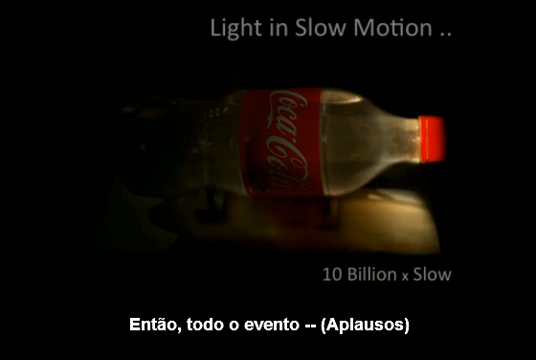 Light in Slow Motion ..
Coca-Cola
10 Billion x Slow
Então, todo o evento -- (Aplausos)